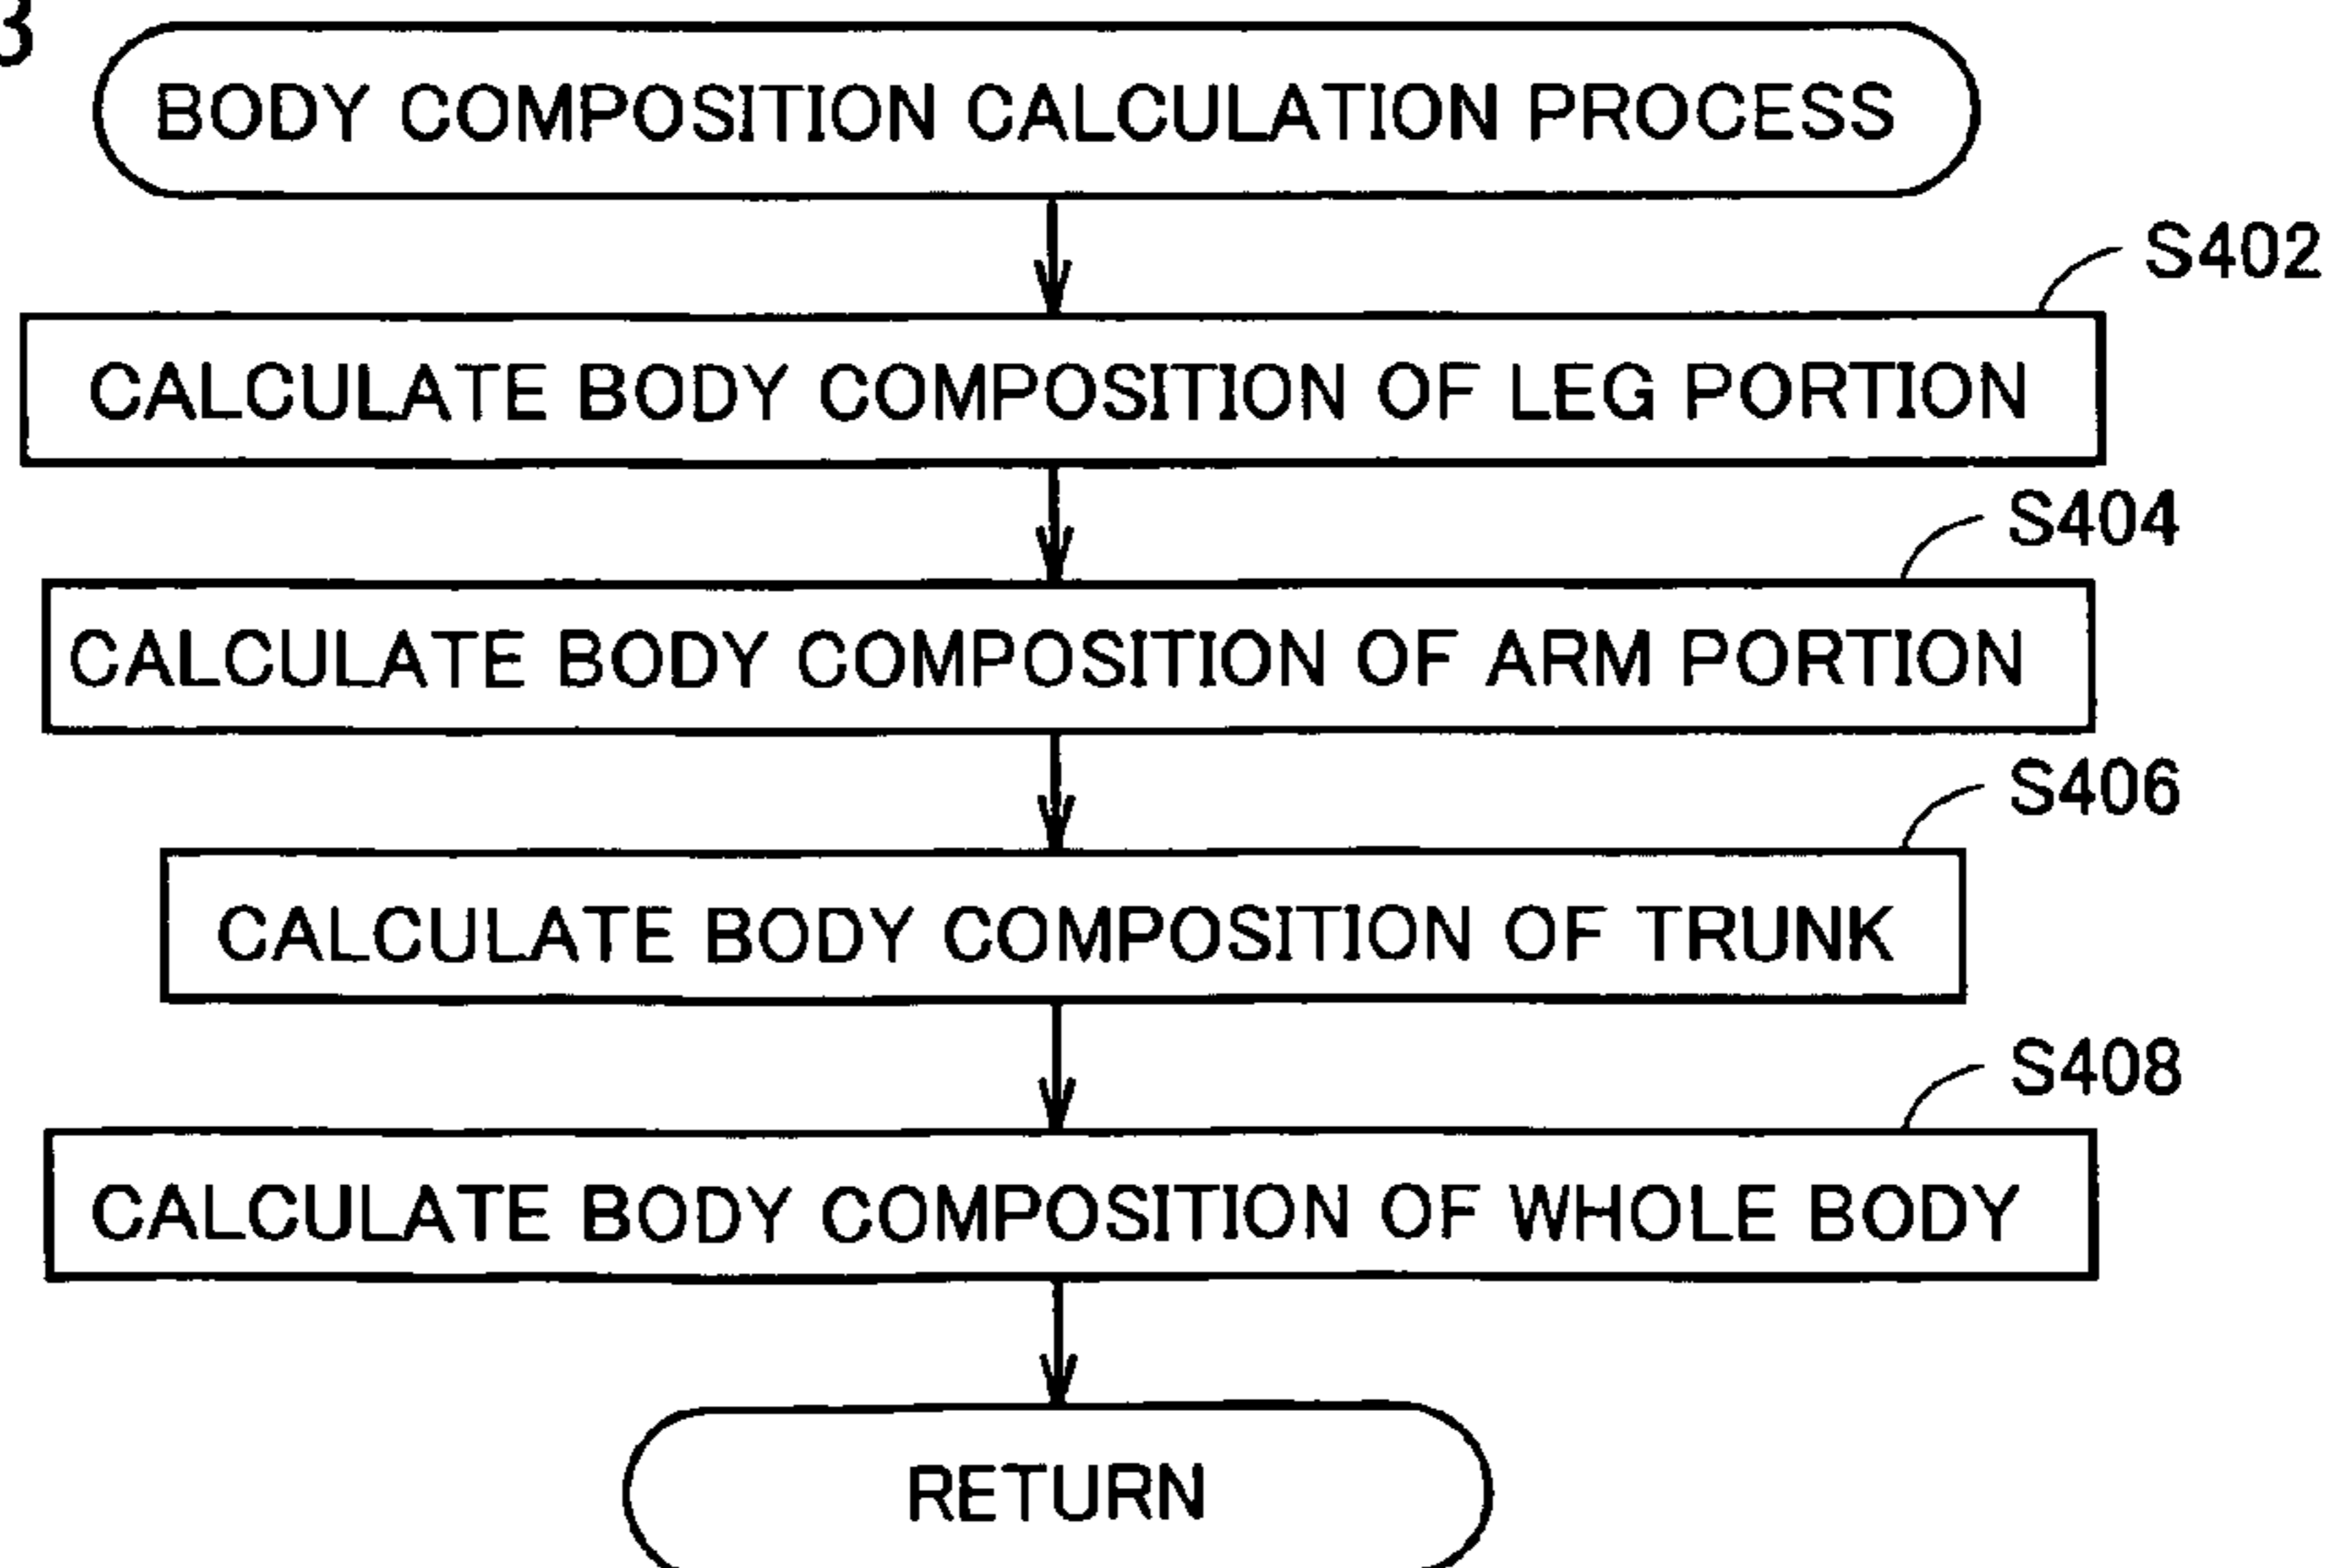 3
BODY COMPOSITION CALCULATION PROCESS
S402
CALCULATE BODY COMPOSITION OF LEG PORTION
S404
CALCULATE BODY COMPOSITION OF ARM PORTION
S406
CALCULATE BODY COMPOSITION OF TRUNK
S408
CALCULATE BODY COMPOSITION OF WHOLE BODY
RETURN